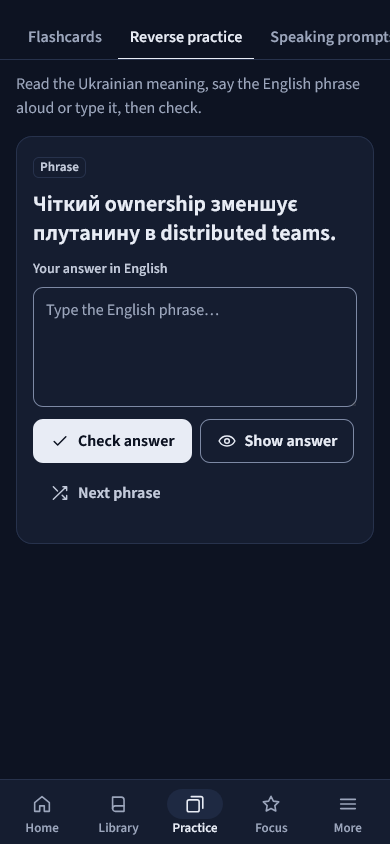 Flashcards Reverse practice Speaking prompts
Read the Ukrainian meaning, say the English phrase
aloud or type it, then check.
Phrase
Чіткий ownership зменшує
плутанину в distributed teams.
Your answer in English
Type the English phrase…
Check answer Show answer
Next phrase
Home Library Practice Focus More